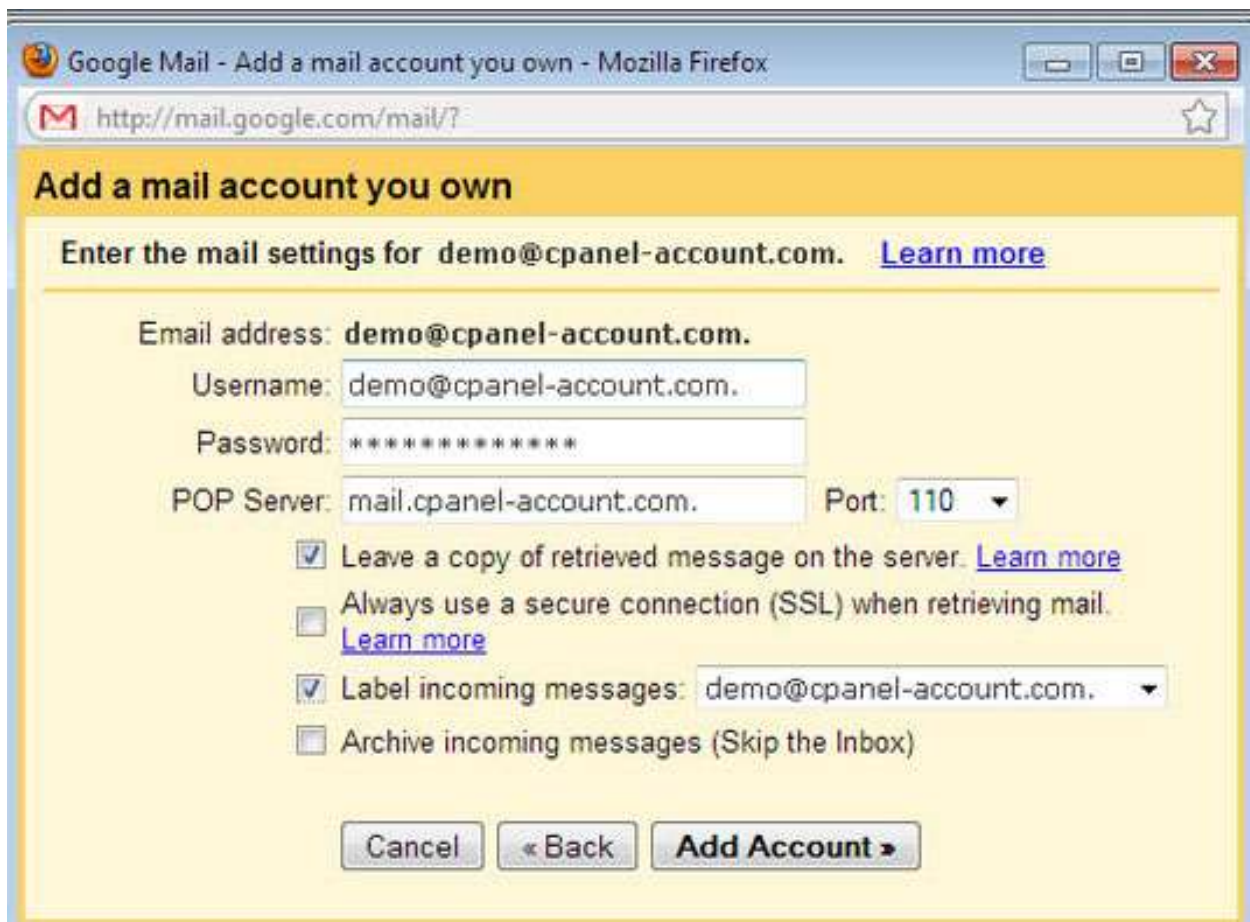 Google Mail - Add a mail account you own - Mozilla Firefox
http://mail.google.com/mail/?
Add a mail account you own
Enter the mail settings for demo@cpanel-account.com. Learn more
Email address: demo@cpanel-account.com.
Username: demo@cpanel-account.com.
Password: *************
POP Server: mail.cpanel-account.com. Port: 110
Leave a copy of retrieved message on the server. Learn more
Always use a secure connection (SSL) when retrieving mail.
Learn more
Label incoming messages: demo@cpanel-account.com.
Archive incoming messages (Skip the Inbox)
Cancel « Back Add Account »